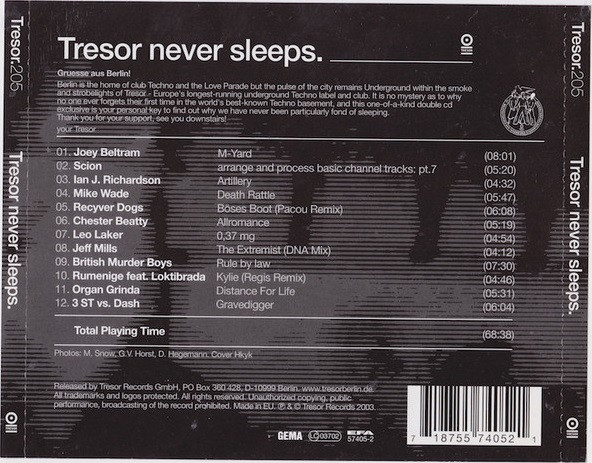 Tresor never sleeps.
Gruesse aus Berlin!
Berlin is the home of club Techno and the Love Parade but the pulse of the city remains Underground within the smoke
and strobelights of Tresor - Europe's longest-running underground Techno label and club. It is no mystery as to why
no one ever forgets their first time in the world's best-known Techno basement, and this one-of-a-kind double cd
exclusive is your personal key to find out why we have never been particularly fond of sleeping.
Thank you for your support, see you downstairs!
your Tresor
01. Joey Beltram M-Yard (08:01)
02. Scion arrange and process basic channel tracks: pt.7 (05:20)
03. Ian J. Richardson Artillery (04:32)
04. Mike Wade Death Rattle (05:47)
05. Recyver Dogs Böses Boot (Pacou Remix) (06:08)
06. Chester Beatty Allromance (05:19)
07. Leo Laker 0,37 mg (04:54)
08. Jeff Mills The Extremist (DNA Mix) (04:12)
09. British Murder Boys Rule by law (07:30)
10. Rumenige feat. Loktibrada Kylie (Regis Remix) (04:46)
11. Organ Grinda Distance For Life (05:31)
12. 3 ST vs. Dash Gravedigger (06:04)
Total Playing Time (68:38)
Photos: M. Snow, G.V. Horst, D. Hegemann. Cover Hkyk
Released by Tresor Records GmbH, PO Box 360 428, D-10999 Berlin. www.tresorberlin.de.
All trademarks and logos protected. All rights reserved. Unauthorized copying, public
performance, broadcasting of the record prohibited. Made in EU. ℗ & © Tresor Records 2003
GEMA LC 03702 EFA
57405-2
7 18755 74052 1
Tresor.205
Tresor never sleeps.
Tresor.205
Tresor never sleeps.